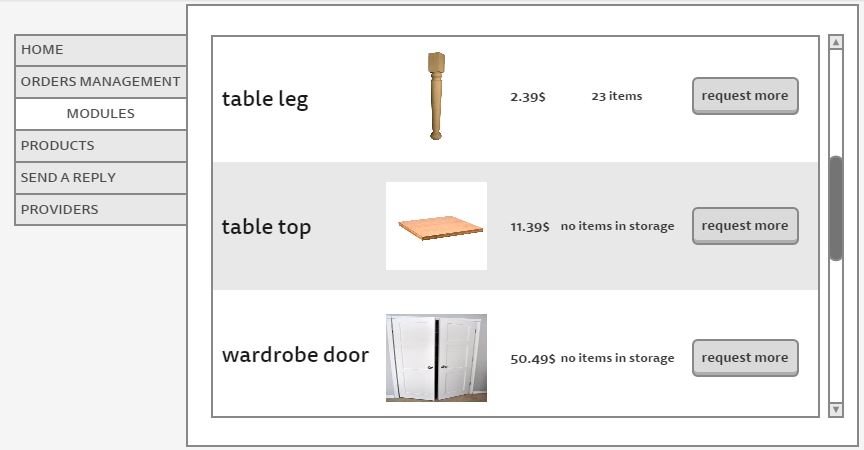 HOME
ORDERS MANAGEMENT
MODULES
PRODUCTS
SEND A REPLY
PROVIDERS
table leg 2.39$ 23 items request more
table top 11.39$ no items in storage request more
wardrobe door 50.49$ no items in storage request more